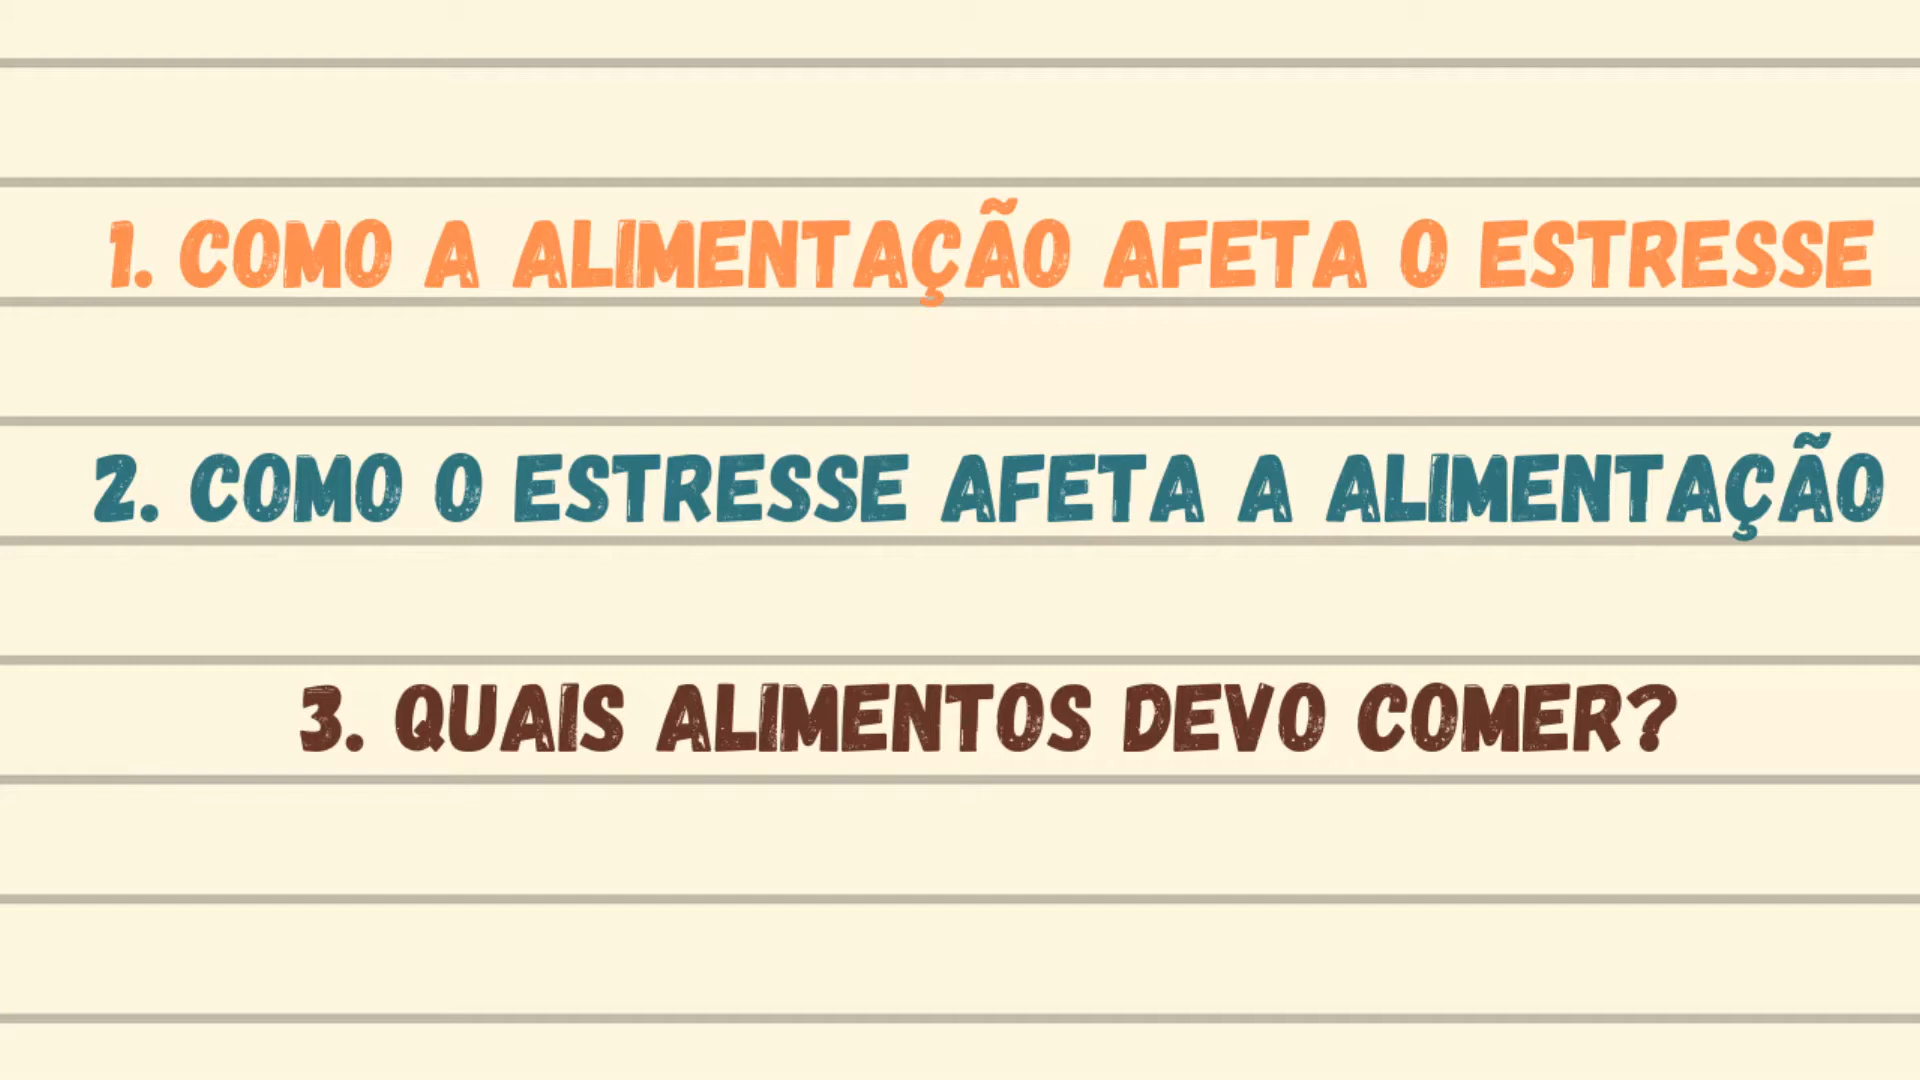 1. COMO A ALIMENTAÇÃO AFETA O ESTRESSE
2. COMO O ESTRESSE AFETA A ALIMENTAÇÃO
3. QUAIS ALIMENTOS DEVO COMER?